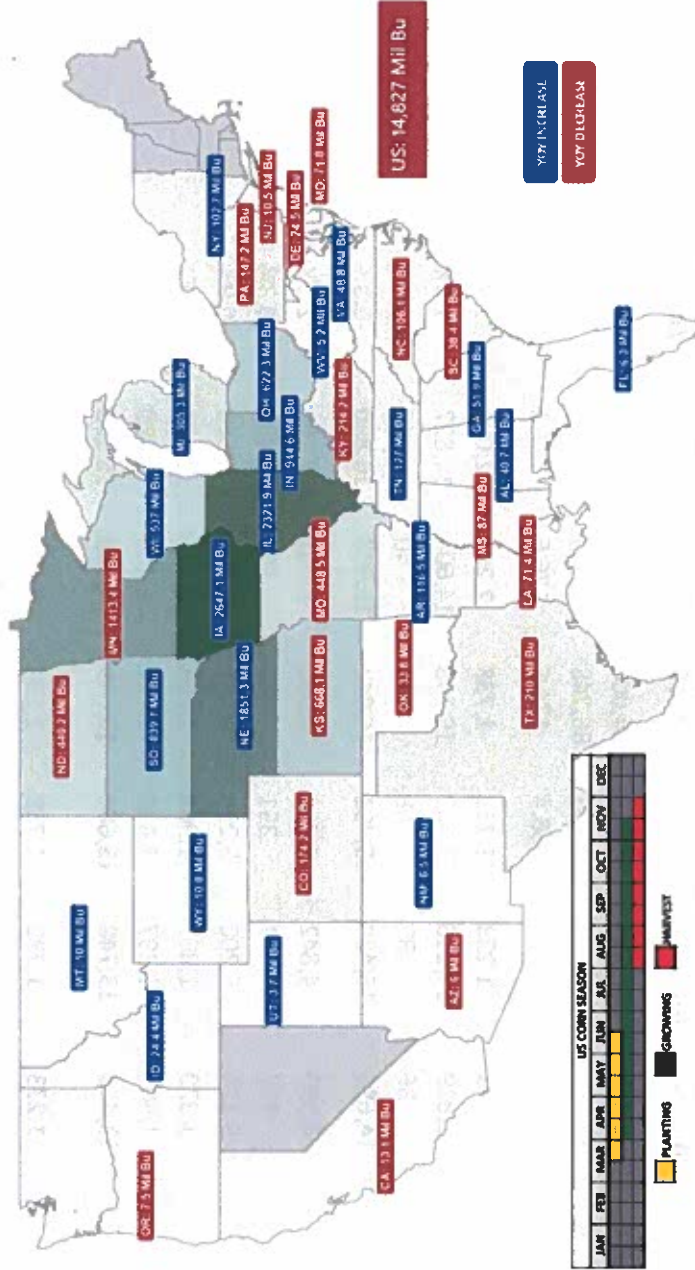 ND: 449.2 Mil Bu
MT: 10 Mil Bu
MN: 1413.4 Mil Bu
OR: 7.5 Mil Bu
ID: 24.4 Mil Bu
SD: 839.1 Mil Bu
WI: 537 Mil Bu
MI: 305.3 Mil Bu
NY: 102.7 Mil Bu
WY: 10.8 Mil Bu
IA: 2647.1 Mil Bu
PA: 147.2 Mil Bu
NE: 1851.3 Mil Bu
IL: 2321.9 Mil Bu
OH: 622.3 Mil Bu
NJ: 10.5 Mil Bu
UT: 3.7 Mil Bu
IN: 944.6 Mil Bu
DE: 24.5 Mil Bu
CO: 174.2 Mil Bu
KS: 668.1 Mil Bu
MO: 448.5 Mil Bu
WV: 5.2 Mil Bu
MD: 71.8 Mil Bu
KY: 214.2 Mil Bu
VA: 48.8 Mil Bu
CA: 13.1 Mil Bu
TN: 127 Mil Bu
NC: 106.1 Mil Bu
US: 14,827 Mil Bu
NM: 6.5 Mil Bu
OK: 33.8 Mil Bu
AR: 116.5 Mil Bu
AZ: 6 Mil Bu
SC: 38.4 Mil Bu
MS: 87 Mil Bu
GA: 51.9 Mil Bu
AL: 40.7 Mil Bu
TX: 210 Mil Bu
LA: 71.4 Mil Bu
YOY INCREASE
YOY DECREASE
FL: 6.3 Mil Bu
US CORN SEASON
JAN FEB MAR APR MAY JUN JUL AUG SEP OCT NOV DEC
PLANTING GROWING HARVEST